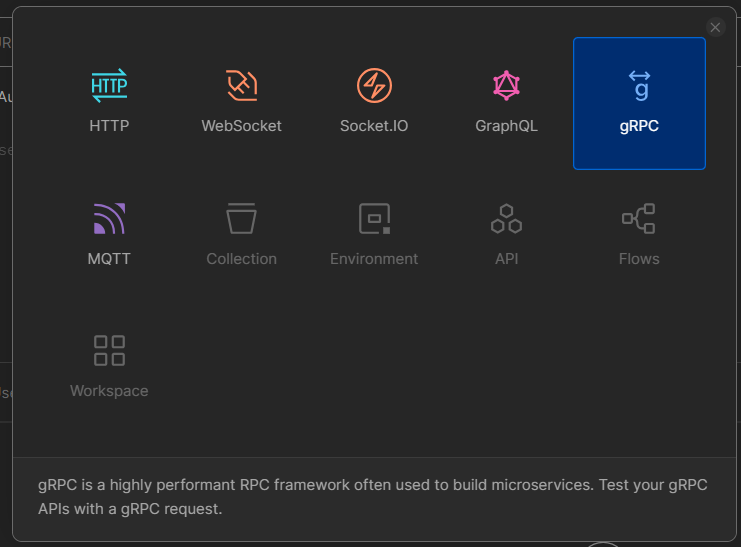 HTTP
HTTP
WebSocket
Socket.IO
GraphQL
g
gRPC
MQTT
Collection
Environment
API
Flows
Workspace
gRPC is a highly performant RPC framework often used to build microservices. Test your gRPC
APIs with a gRPC request.